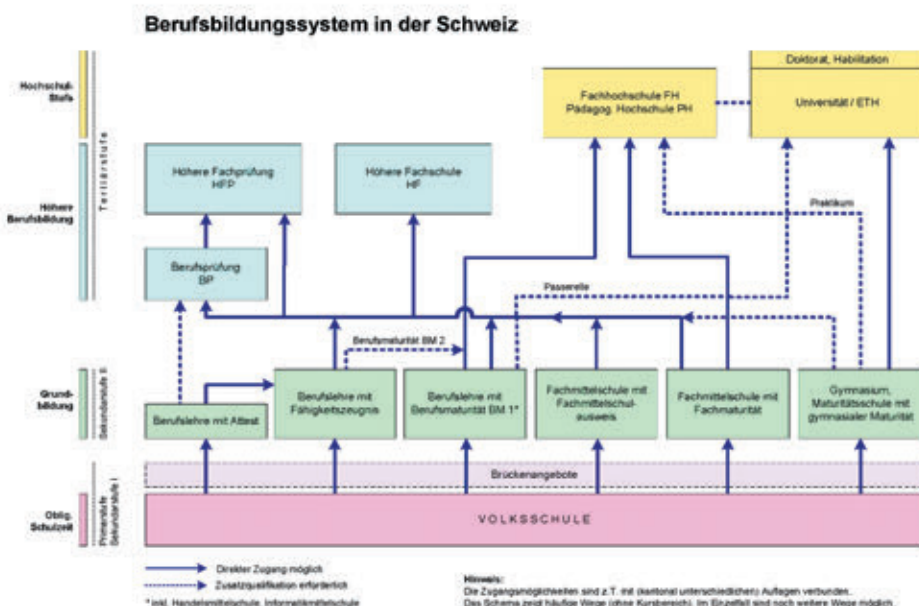 Berufsbildungssystem in der Schweiz
Hochschul-
Stufe
Tertiärstufe
Doktorat, Habilitation
Fachhochschule FH
Pädagog. Hochschule PH
Universität / ETH
Höhere
Berufsbildung
Höhere Fachprüfung
HFP
Höhere Fachschule
HF
Praktikum
Berufsprüfung
BP
Passerelle
Berufsmaturität BM 2
Grund-
bildung
Sekundarstufe II
Berufslehre mit Attest
Berufslehre mit
Fähigkeitszeugnis
Berufslehre mit
Berufsmaturität BM 1*
Fachmittelschule mit
Fachmittelschul-
ausweis
Fachmittelschule mit
Fachmaturität
Gymnasium,
Maturitätsschule mit
gymnasialer Maturität
Brückenangebote
Oblig.
Schulzeit
Primarstufe
Sekundarstufe I
VOLKSSCHULE
Direkter Zugang möglich
Zusatzqualifikation erforderlich
* inkl. Handelsmittelschule, Informatikmittelschule
Hinweis:
Die Zugangsmöglichkeiten sind z.T. mit (kantonal unterschiedlichen) Auflagen verbunden.
Das Schema zeigt häufige Wege (ohne Kursbereich). Im Einzelfall sind noch weitere Wege möglich.